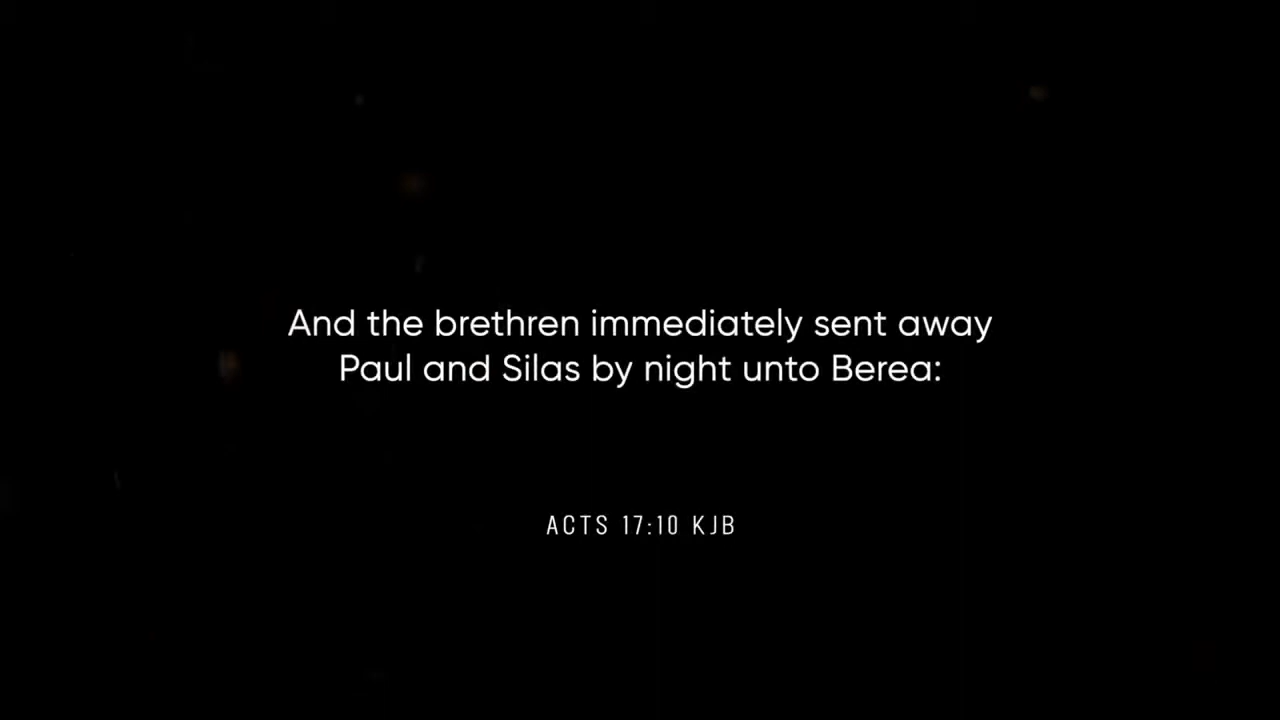 And the brethren immediately sent away
Paul and Silas by night unto Berea:
ACTS 17:10 KJB